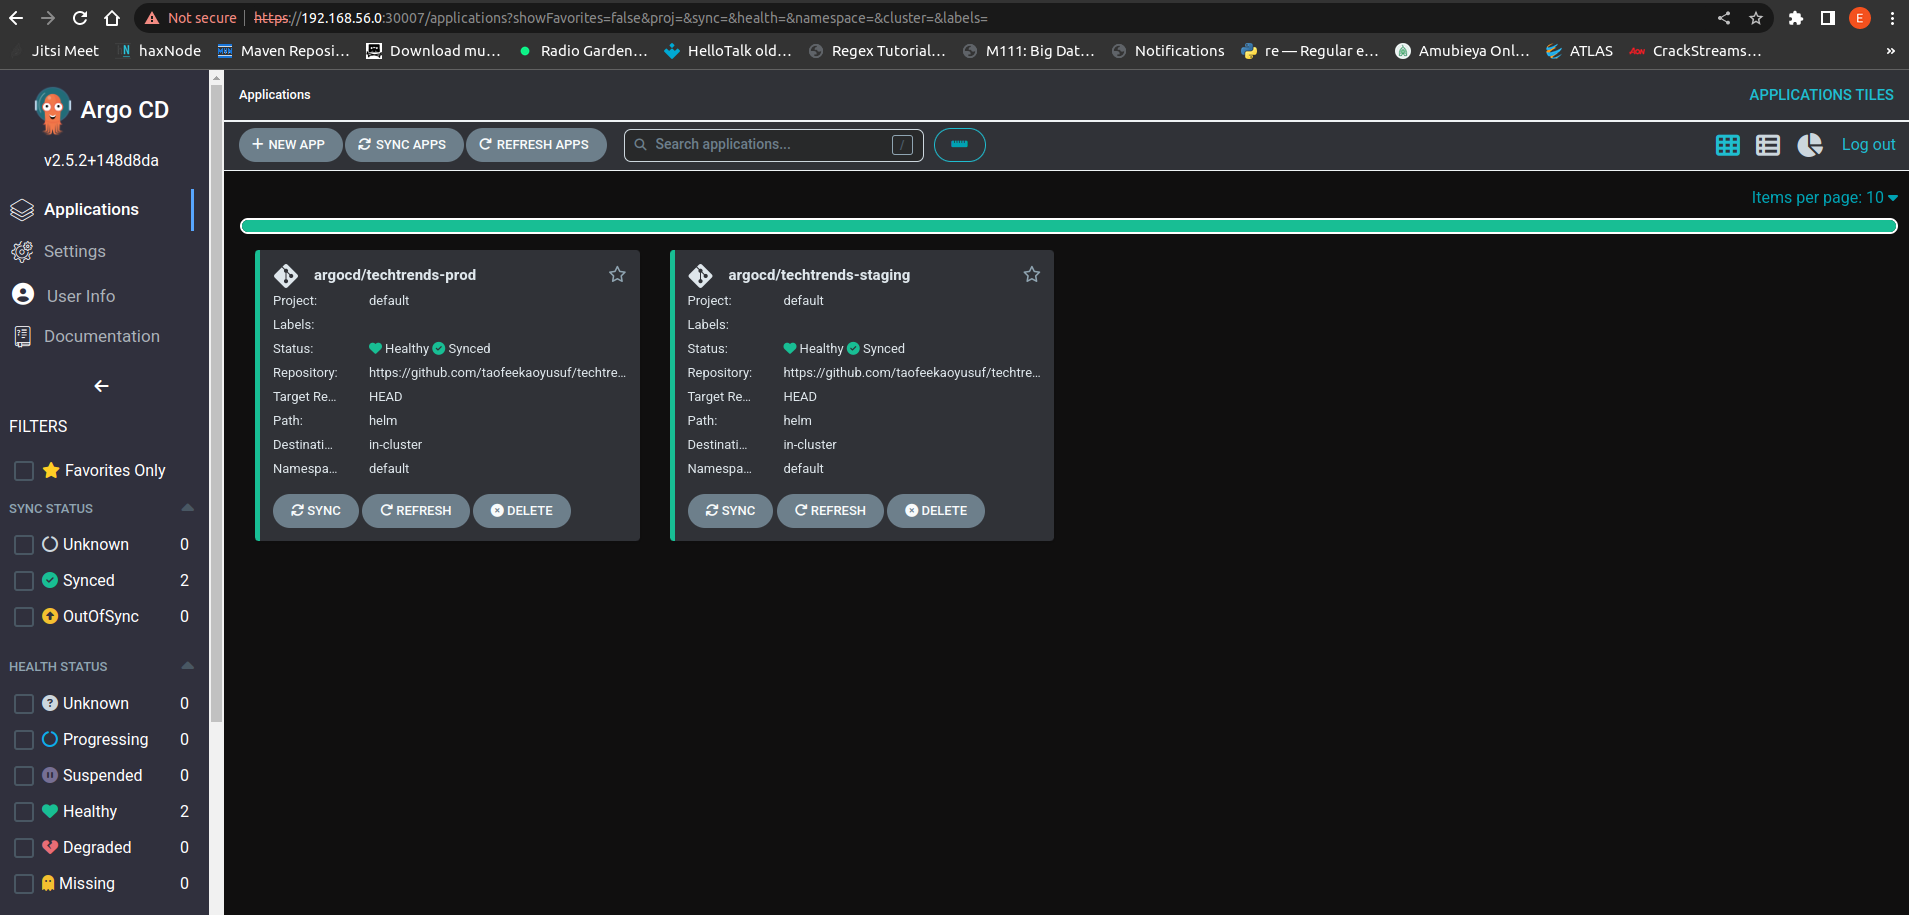 Not secure https://192.168.56.0:30007/applications?showFavorites=false&proj=&sync=&health=&namespace=&cluster=&labels= E
Jitsi Meet haxNode Maven Reposi... Download mu... Radio Garden... HelloTalk old... Regex Tutorial... M111: Big Dat... Notifications re — Regular e... Amubieya Onl... ATLAS CrackStreams... »
Argo CD
v2.5.2+148d8da
Applications
Settings
User Info
Documentation
FILTERS
Favorites Only
SYNC STATUS
Unknown 0
Synced 2
OutOfSync 0
HEALTH STATUS
Unknown 0
Progressing 0
Suspended 0
Healthy 2
Degraded 0
Missing 0
Applications APPLICATIONS TILES
+ NEW APP SYNC APPS REFRESH APPS Search applications... / Log out
Items per page: 10
argocd/techtrends-prod
Project: default
Labels:
Status: Healthy Synced
Repository: https://github.com/taofeekaoyusuf/techtre...
Target Re... HEAD
Path: helm
Destinati... in-cluster
Namespa... default
SYNC REFRESH DELETE
argocd/techtrends-staging
Project: default
Labels:
Status: Healthy Synced
Repository: https://github.com/taofeekaoyusuf/techtre...
Target Re... HEAD
Path: helm
Destinati... in-cluster
Namespa... default
SYNC REFRESH DELETE